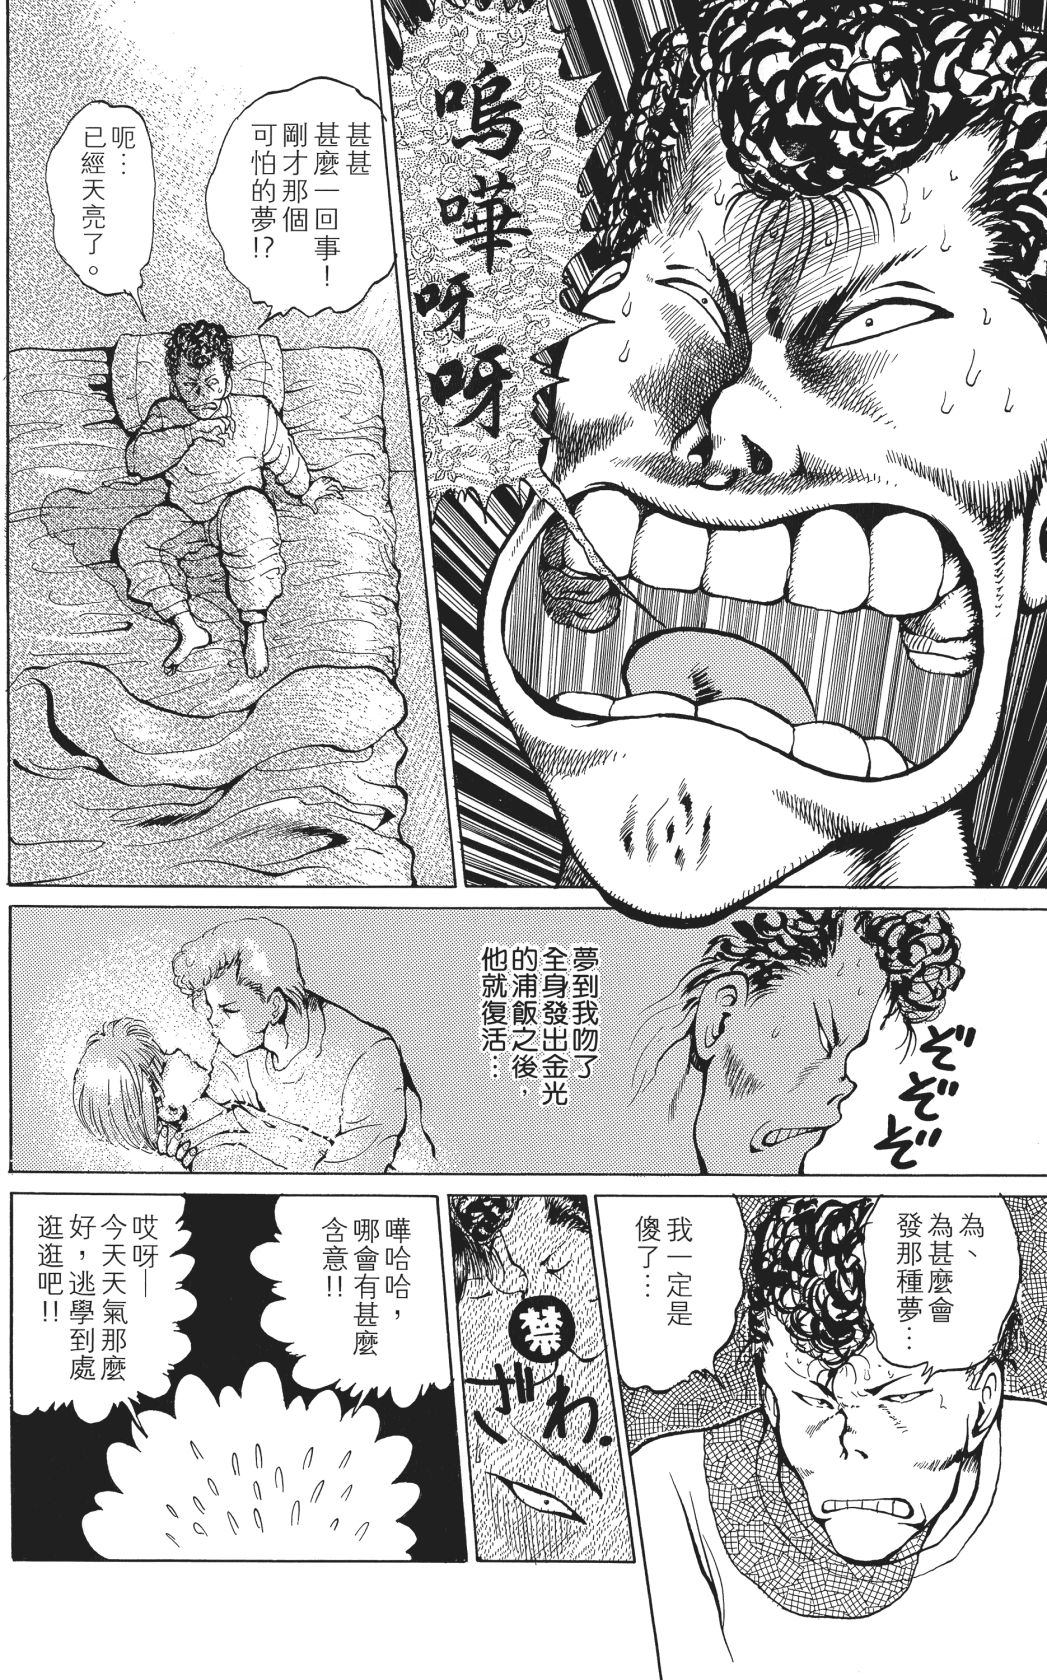 嗚嘩呀呀
甚甚
甚麼一回事！
剛才那個
可怕的夢!?
呃…
已經天亮了。
ぞぞぞ
夢到我吻了
全身發出金光
的浦飯之後，
他就復活…
為、
為甚麼會
發那種夢…
我一定是
傻了…
禁
ざわ
嘩哈哈，
哪會有甚麼
含意!!
哎呀—
今天天氣那麼
好，逃學到處
逛逛吧!!